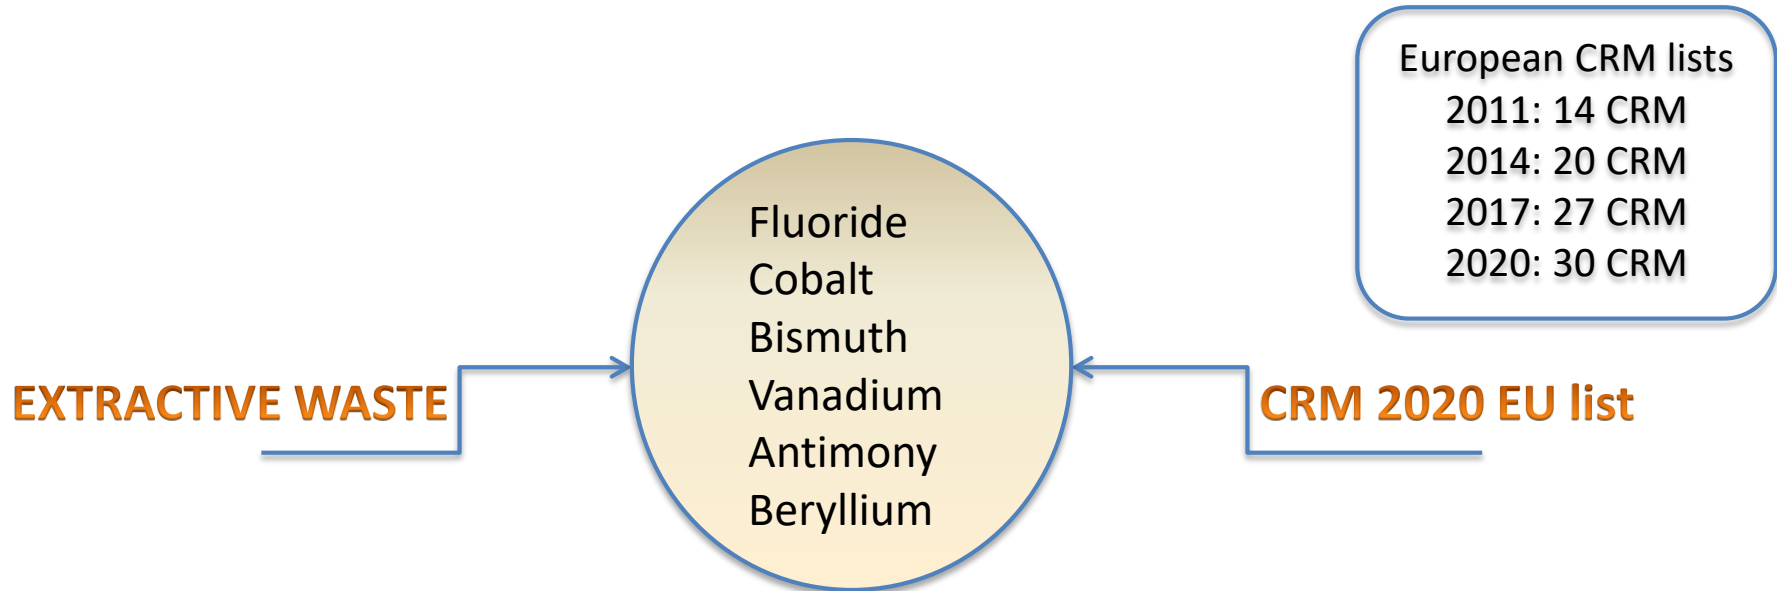 European CRM lists
2011: 14 CRM
2014: 20 CRM
2017: 27 CRM
2020: 30 CRM
Fluoride
Cobalt
Bismuth
Vanadium
Antimony
Beryllium
EXTRACTIVE WASTE
CRM 2020 EU list